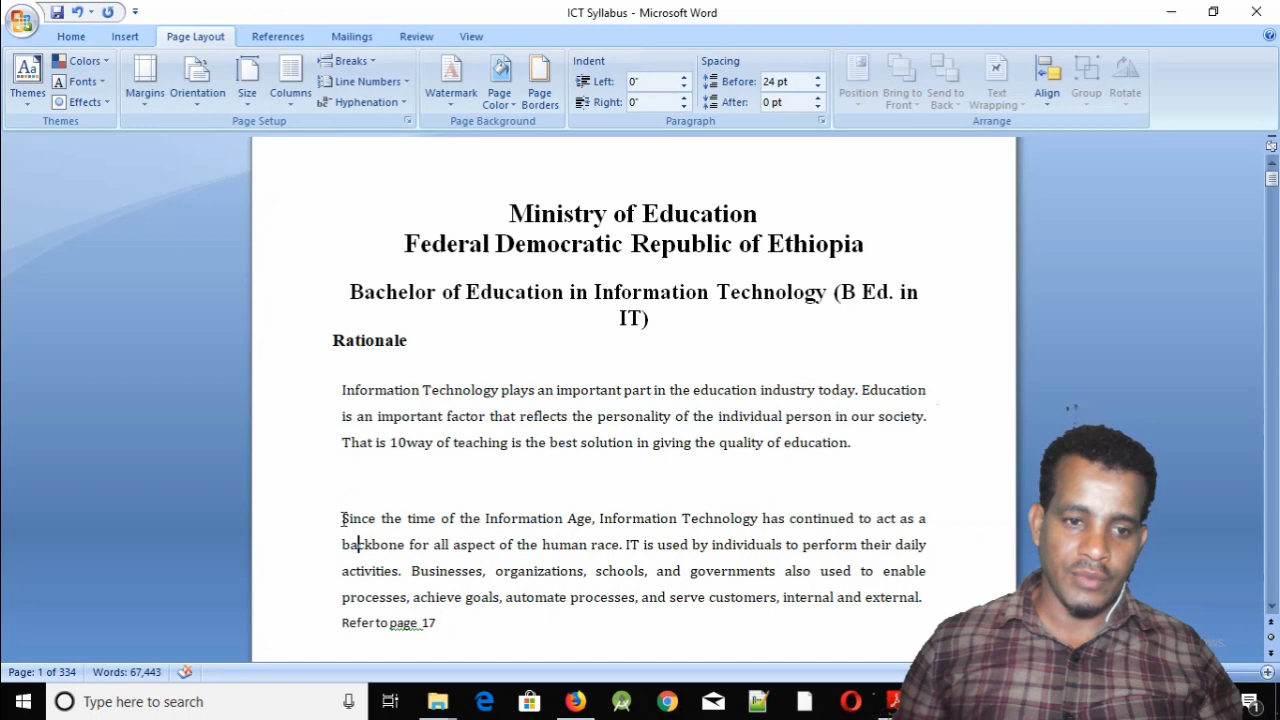 ICT Syllabus - Microsoft Word
Home Insert Page Layout References Mailings Review View
Themes
Colors
Fonts
Effects
Themes
Margins Orientation Size Columns
Breaks
Line Numbers
Hyphenation
Page Setup
Watermark Page Color Page Borders
Page Background
Indent
Left: 0"
Right: 0"
Spacing
Before: 24 pt
After: 0 pt
Paragraph
Position Bring to Front Send to Back Text Wrapping Align Group Rotate
Arrange
Ministry of Education
Federal Democratic Republic of Ethiopia
Bachelor of Education in Information Technology (B Ed. in
IT)
Rationale
Information Technology plays an important part in the education industry today. Education
is an important factor that reflects the personality of the individual person in our society.
That is 10way of teaching is the best solution in giving the quality of education.
Since the time of the Information Age, Information Technology has continued to act as a
backbone for all aspect of the human race. IT is used by individuals to perform their daily
activities. Businesses, organizations, schools, and governments also used to enable
processes, achieve goals, automate processes, and serve customers, internal and external.
Refer to page 17
Page: 1 of 334 Words: 67,443
Type here to search